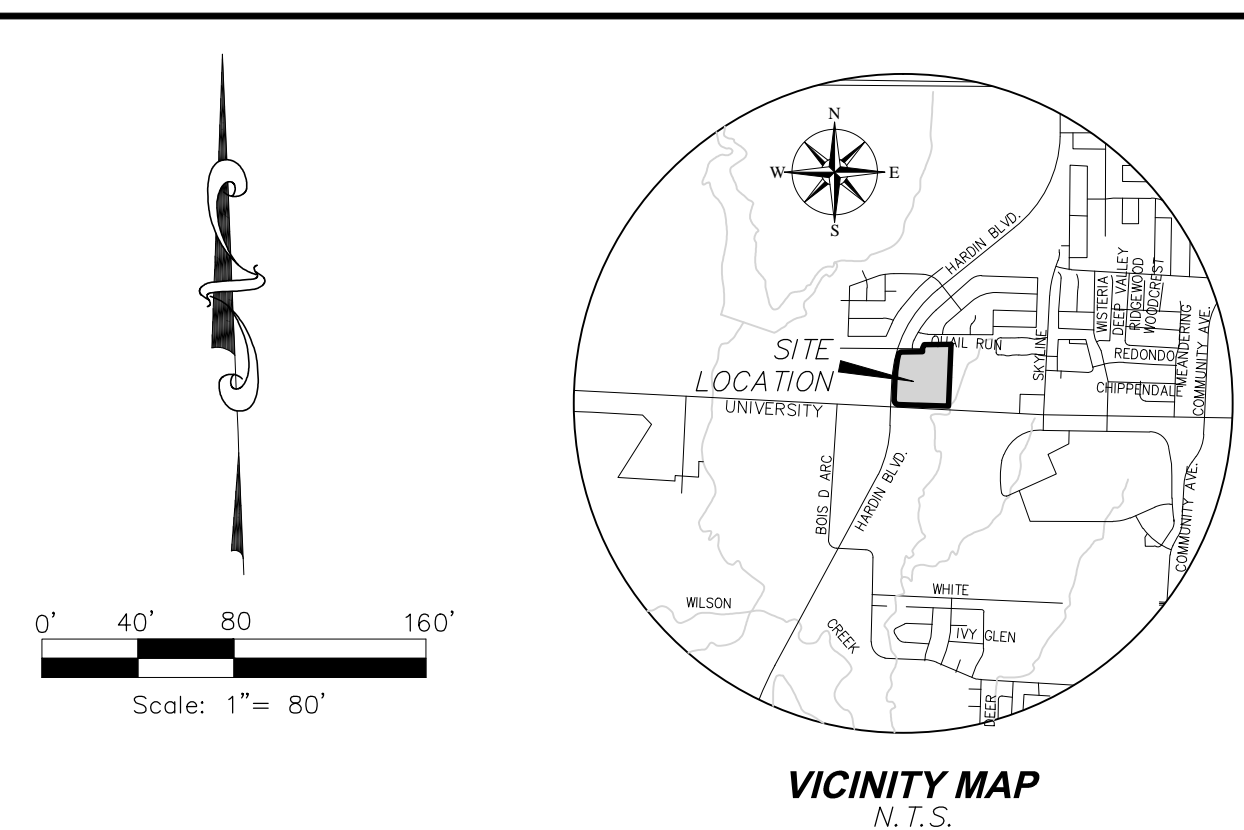 N
W
E
S
HARDIN BLVD.
WISTERIA
DEEP VALLEY
RIDGEWOOD
WOODCREST
MEANDERING
COMMUNITY AVE.
SKYLINE
QUAIL RUN
REDONDO
CHIPPENDALE
SITE
LOCATION
UNIVERSITY
BOIS D ARC
HARDIN BLVD.
COMMUNITY AVE.
WHITE
WILSON
CREEK
IVY GLEN
DEER
0' 40' 80 160'
Scale: 1"= 80'
VICINITY MAP
N.T.S.